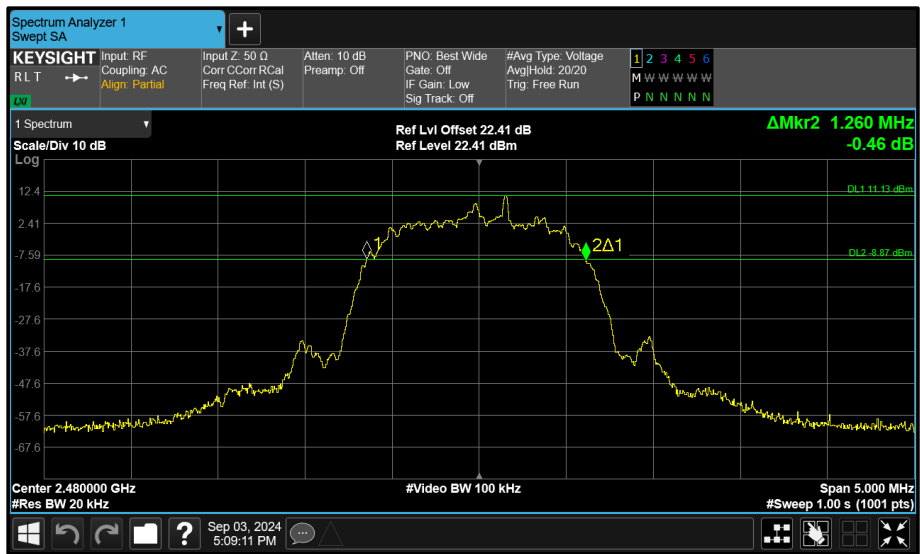 Spectrum Analyzer 1
Swept SA
KEYSIGHT
R L T
LXI
Input: RF
Coupling: AC
Align: Partial
Input Z: 50 Ω
Corr CCorr RCal
Freq Ref: Int (S)
Atten: 10 dB
Preamp: Off
PNO: Best Wide
Gate: Off
IF Gain: Low
Sig Track: Off
#Avg Type: Voltage
Avg|Hold: 20/20
Trig: Free Run
1 2 3 4 5 6
M W W W W W
P N N N N N
1 Spectrum
Scale/Div 10 dB
Log
Ref Lvl Offset 22.41 dB
Ref Level 22.41 dBm
ΔMkr2 1.260 MHz
-0.46 dB
12.4
DL1 11.13 dBm
2.41
1
2Δ1
-7.59
DL2 -8.87 dBm
-17.6
-27.6
-37.6
-47.6
-57.6
-67.6
Center 2.480000 GHz
#Video BW 100 kHz
Span 5.000 MHz
#Res BW 20 kHz
#Sweep 1.00 s (1001 pts)
?
Sep 03, 2024
5:09:11 PM